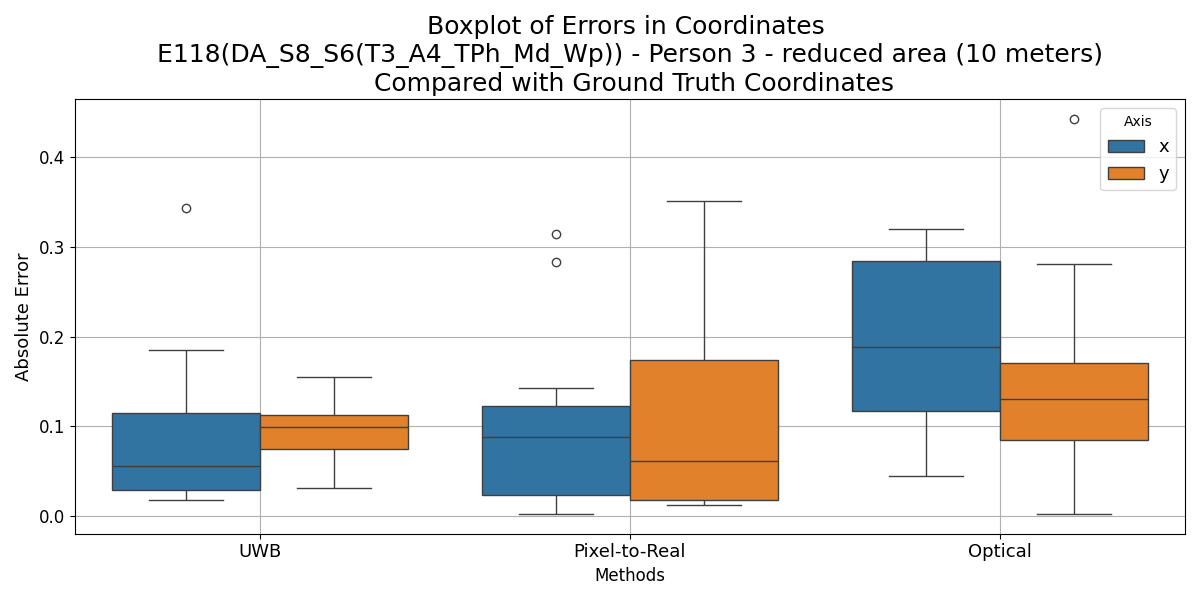 Boxplot of Errors in Coordinates
E118(DA_S8_S6(T3_A4_TPh_Md_Wp)) - Person 3 - reduced area (10 meters)
Compared with Ground Truth Coordinates
Axis
x
y
Absolute Error
0.4
0.3
0.2
0.1
0.0
UWB
Pixel-to-Real
Optical
Methods